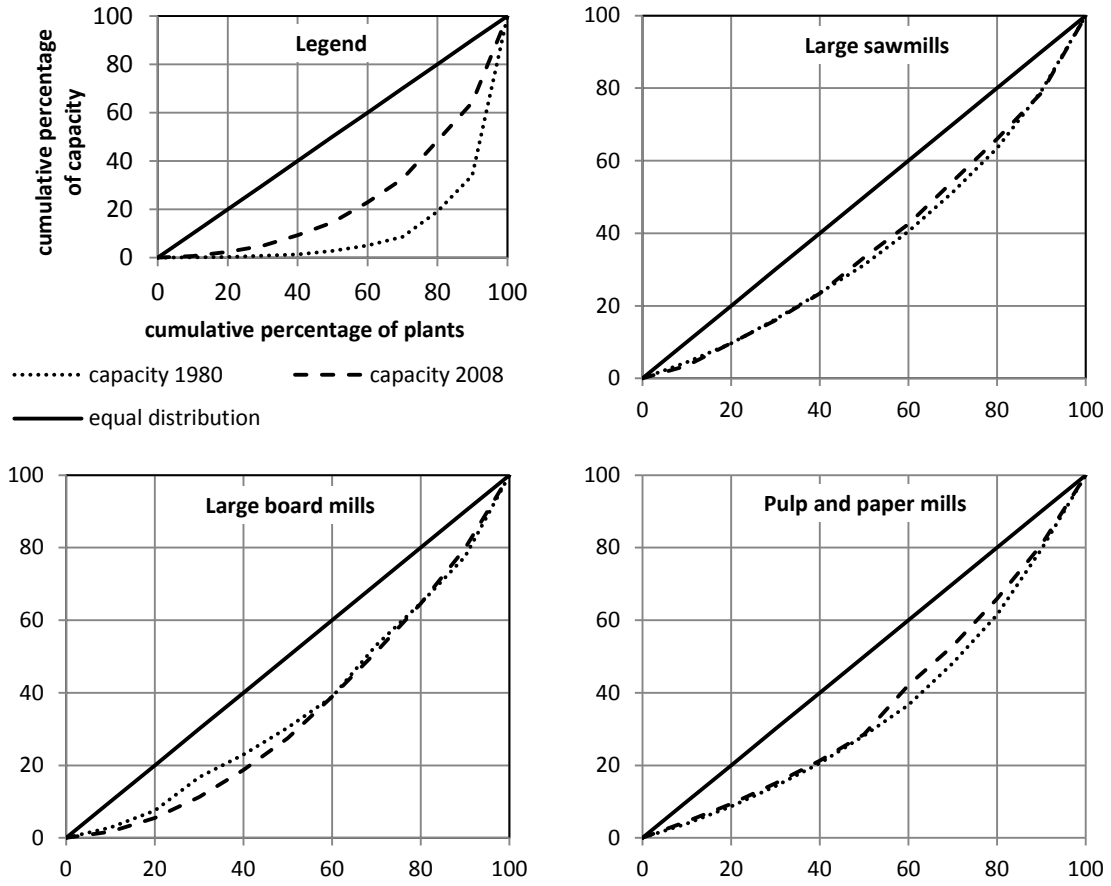 Legend
cumulative percentage
of capacity
100
80
60
40
20
0
0 20 40 60 80 100
cumulative percentage of plants
capacity 1980
capacity 2008
equal distribution
Large sawmills
100
80
60
40
20
0
0 20 40 60 80 100
Large board mills
100
80
60
40
20
0
0 20 40 60 80 100
Pulp and paper mills
100
80
60
40
20
0
0 20 40 60 80 100